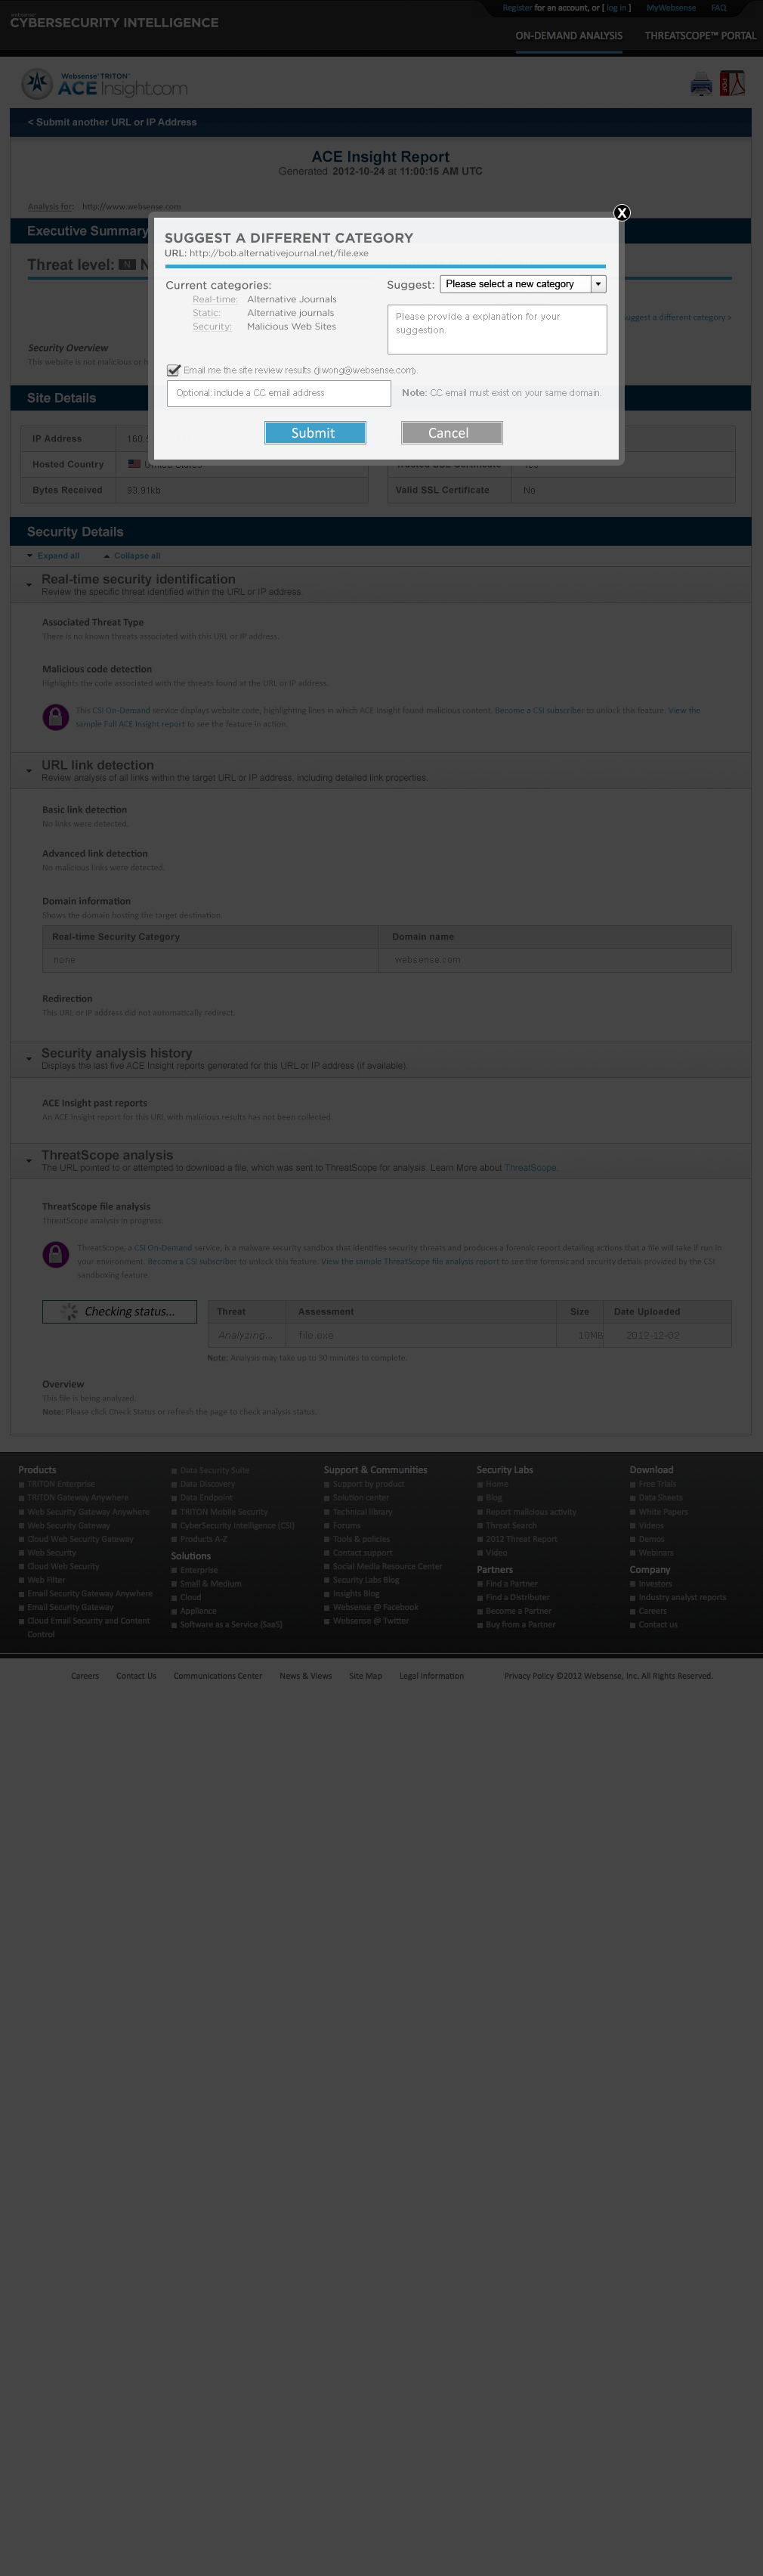 websense®
CYBERSECURITY INTELLIGENCE
Register for an account, or [ log in ] MyWebsense FAQ
ON-DEMAND ANALYSIS THREATSCOPE™ PORTAL
Websense® TRITON™
ACE Insight.com
< Submit another URL or IP Address
ACE Insight Report
Generated 2012-10-24 at 11:00:15 AM UTC
Analysis for: http://www.websense.com
Executive Summary
Threat level: N
Suggest a different category >
Security Overview
This website is not malicious or
X
SUGGEST A DIFFERENT CATEGORY
URL: http://bob.alternativejournal.net/file.exe
Current categories:
Real-time: Alternative Journals
Static: Alternative journals
Security: Malicious Web Sites
Suggest: Please select a new category
Please provide a explanation for your
suggestion.
Email me the site review results (jiwong@websense.com).
Optional: include a CC email address
Note: CC email must exist on your same domain.
Submit Cancel
Site Details
IP Address 160.
Hosted Country United States Trusted SSL Certificate Yes
Bytes Received 93.91kb Valid SSL Certificate No
Security Details
Expand all Collapse all
Real-time security identification
Review the specific threat identified within the URL or IP address.
Associated Threat Type
There is no known threats associated with this URL or IP address.
Malicious code detection
Highlights the code associated with the threats found at the URL or IP address.
This CSI On-Demand service displays website code, highlighting lines in which ACE Insight found malicious content. Become a CSI subscriber to unlock this feature. View the
sample Full ACE Insight report to see the feature in action.
URL link detection
Review analysis of all links within the target URL or IP address, including detailed link properties.
Basic link detection
No links were detected.
Advanced link detection
No malicious links were detected.
Domain information
Shows the domain hosting the target destination.
Real-time Security Category Domain name
none websense.com
Redirection
This URL or IP address did not automatically redirect.
Security analysis history
Displays the last five ACE Insight reports generated for this URL or IP address (if available).
ACE Insight past reports
An ACE Insight report for this URL with malicious results has not been collected.
ThreatScope analysis
The URL pointed to or attempted to download a file, which was sent to ThreatScope for analysis. Learn More about ThreatScope.
ThreatScope file analysis
ThreatScope analysis in progress.
ThreatScope, a CSI On-Demand service, is a malware security sandbox that identifies security threats and produces a forensic report detailing actions that a file will take if run in
your environment. Become a CSI subscriber to unlock this feature. View the sample ThreatScope file analysis report to see the forensic and security details provided by the CSI
sandboxing feature.
Checking status...
Threat Assessment Size Date Uploaded
Analyzing... file.exe 10MB 2012-12-02
Note: Analysis may take up to 30 minutes to complete.
Overview
This file is being analyzed.
Note: Please click Check Status or refresh the page to check analysis status.
Products
TRITON Enterprise
TRITON Gateway Anywhere
Web Security Gateway Anywhere
Web Security Gateway
Cloud Web Security Gateway
Web Security
Cloud Web Security
Web Filter
Email Security Gateway Anywhere
Email Security Gateway
Cloud Email Security and Content
Control
Data Security Suite
Data Discovery
Data Endpoint
TRITON Mobile Security
CyberSecurity Intelligence (CSI)
Products A-Z
Solutions
Enterprise
Small & Medium
Cloud
Appliance
Software as a Service (SaaS)
Support & Communities
Support by product
Solution center
Technical library
Forums
Tools & policies
Contact support
Social Media Resource Center
Security Labs Blog
Insights Blog
Websense @ Facebook
Websense @ Twitter
Security Labs
Home
Blog
Report malicious activity
Threat Search
2012 Threat Report
Video
Partners
Find a Partner
Find a Distributer
Become a Partner
Buy from a Partner
Download
Free Trials
Data Sheets
White Papers
Videos
Demos
Webinars
Company
Investors
Industry analyst reports
Careers
Contact us
Careers Contact Us Communications Center News & Views Site Map Legal Information Privacy Policy ©2012 Websense, Inc. All Rights Reserved.